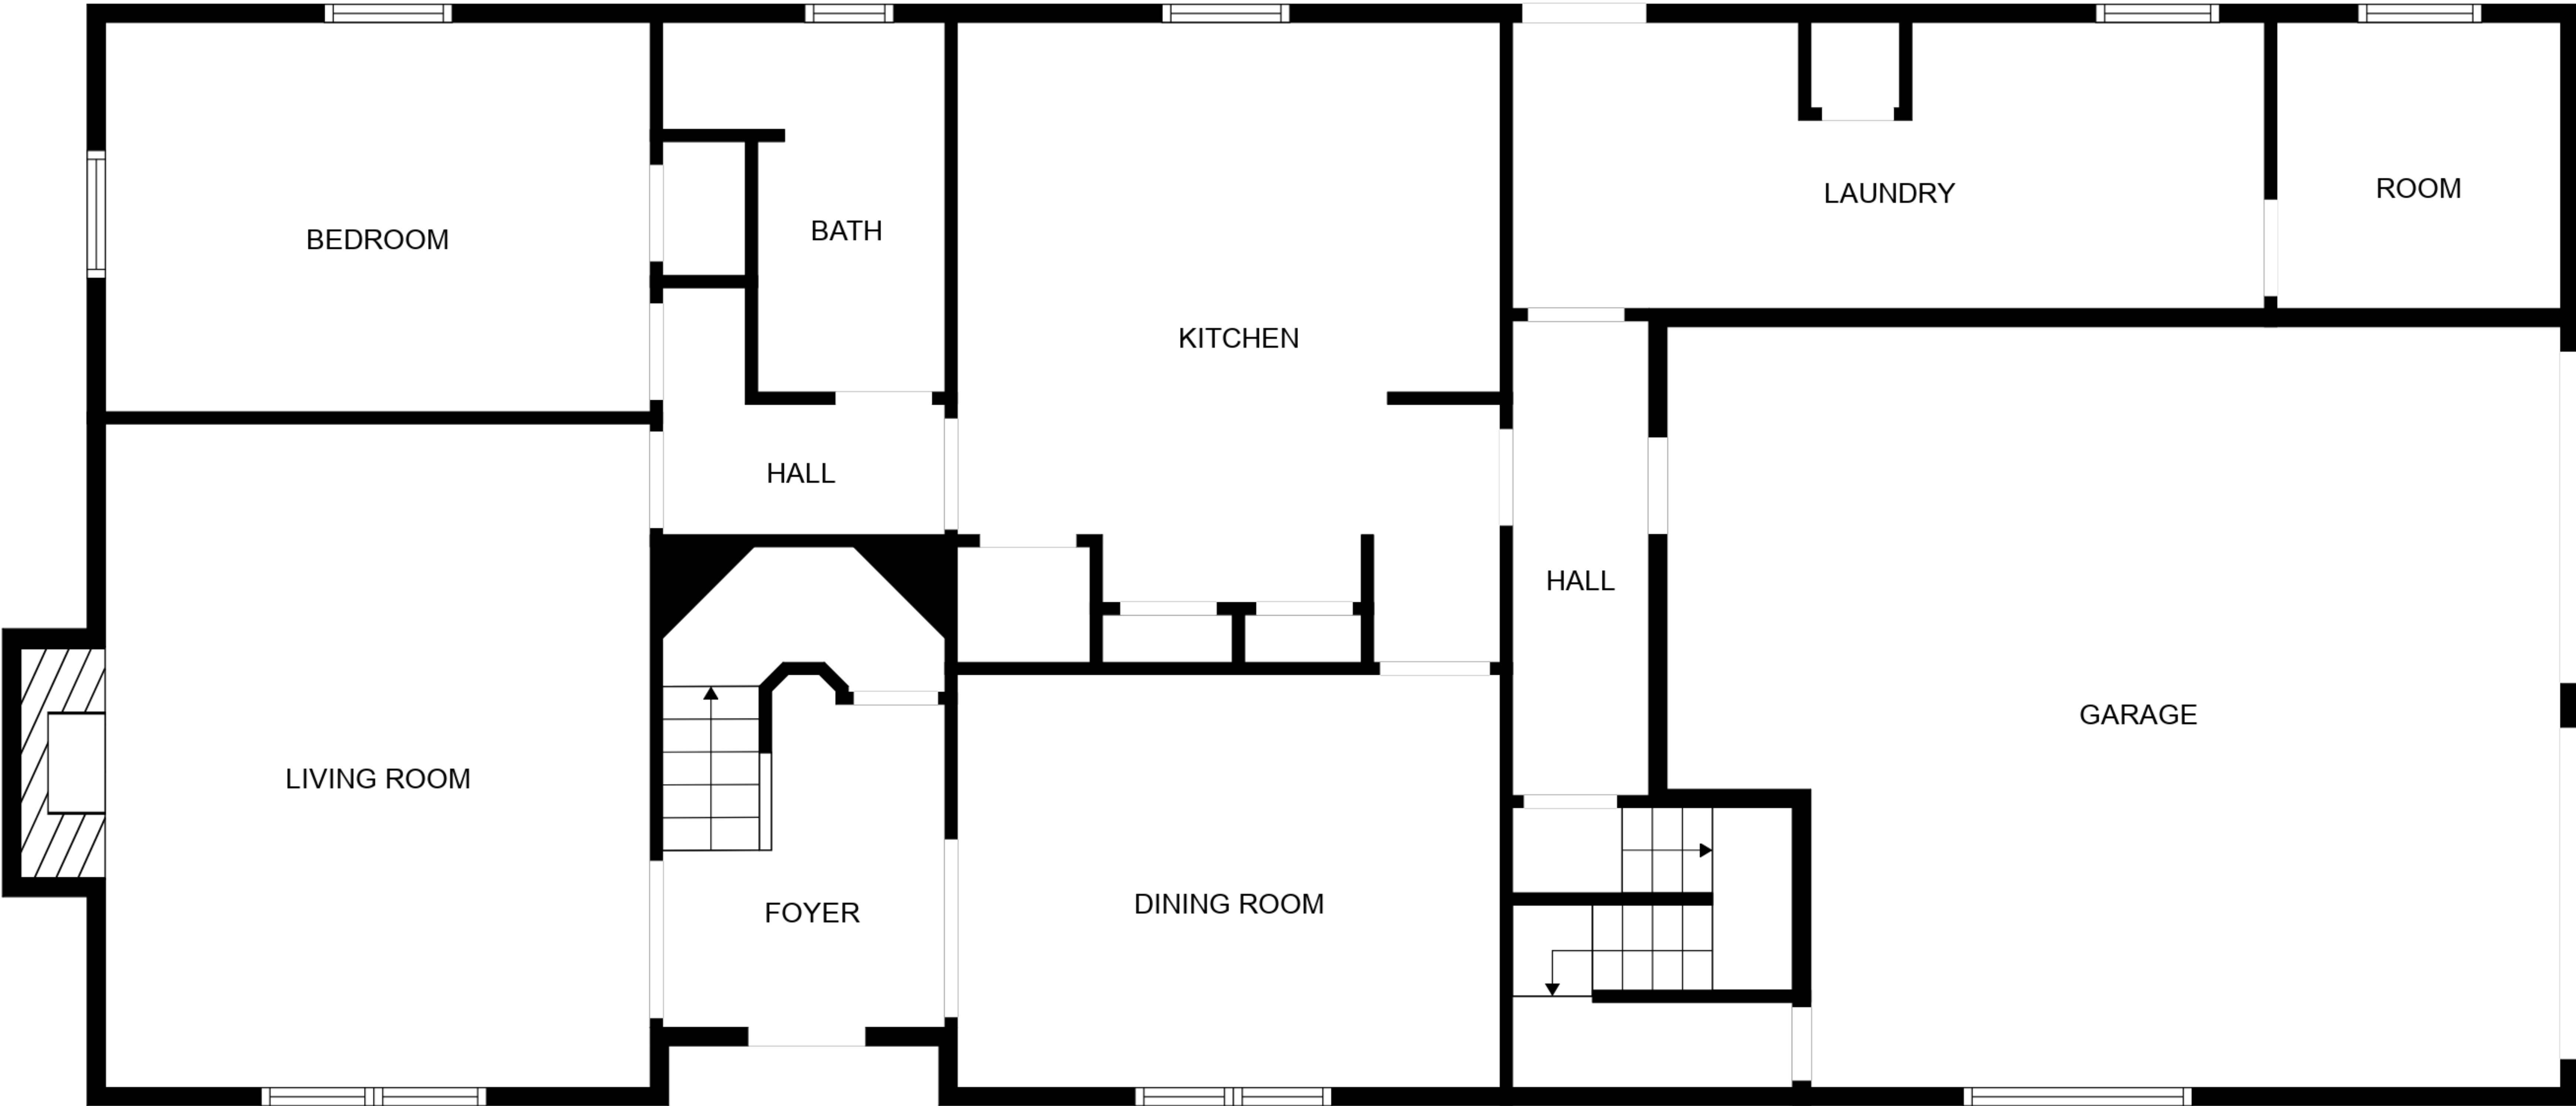 BEDROOM
BATH
KITCHEN
LAUNDRY
ROOM
HALL
HALL
LIVING ROOM
FOYER
DINING ROOM
GARAGE